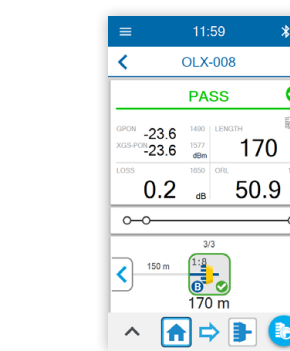 11:59
OLX-008
PASS
GPON -23.6 1490 LENGTH
XGS-PON -23.6 1577 dBm 170
LOSS 1650 ORL
0.2 dB 50.9
3/3
150 m 1:8
B
170 m